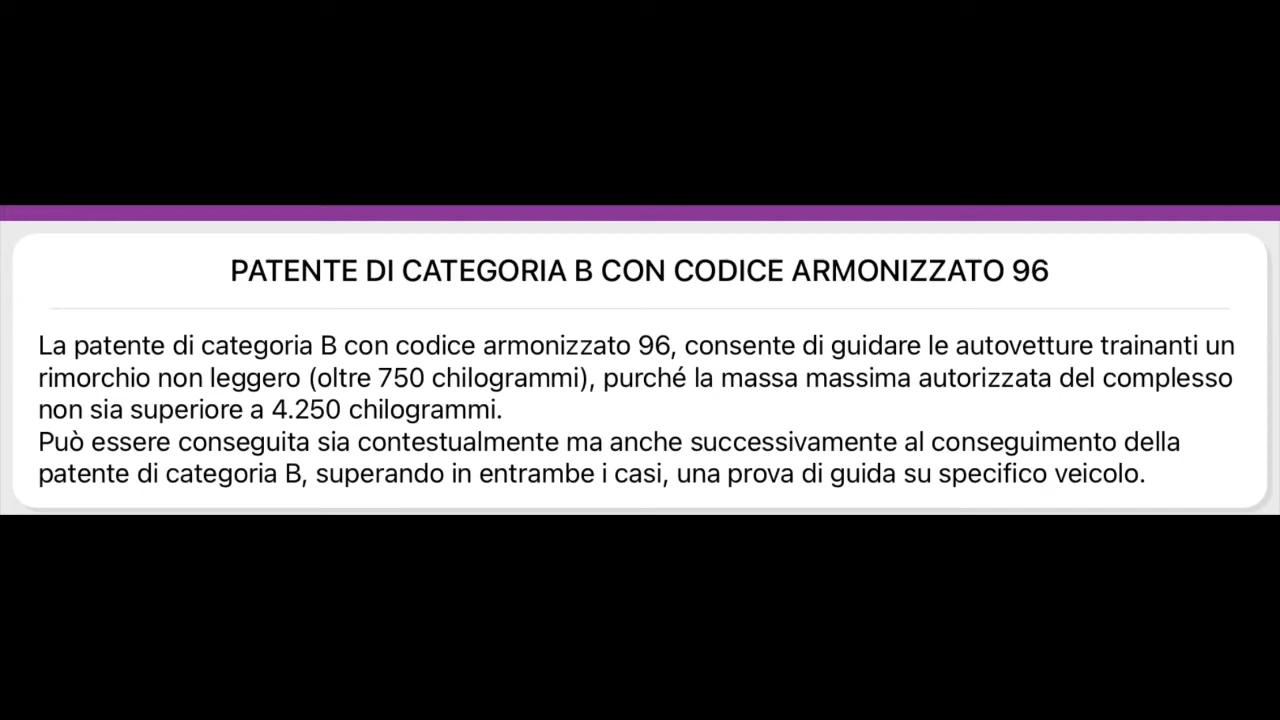 PATENTE DI CATEGORIA B CON CODICE ARMONIZZATO 96
La patente di categoria B con codice armonizzato 96, consente di guidare le autovetture trainanti un
rimorchio non leggero (oltre 750 chilogrammi), purché la massa massima autorizzata del complesso
non sia superiore a 4.250 chilogrammi.
Può essere conseguita sia contestualmente ma anche successivamente al conseguimento della
patente di categoria B, superando in entrambe i casi, una prova di guida su specifico veicolo.